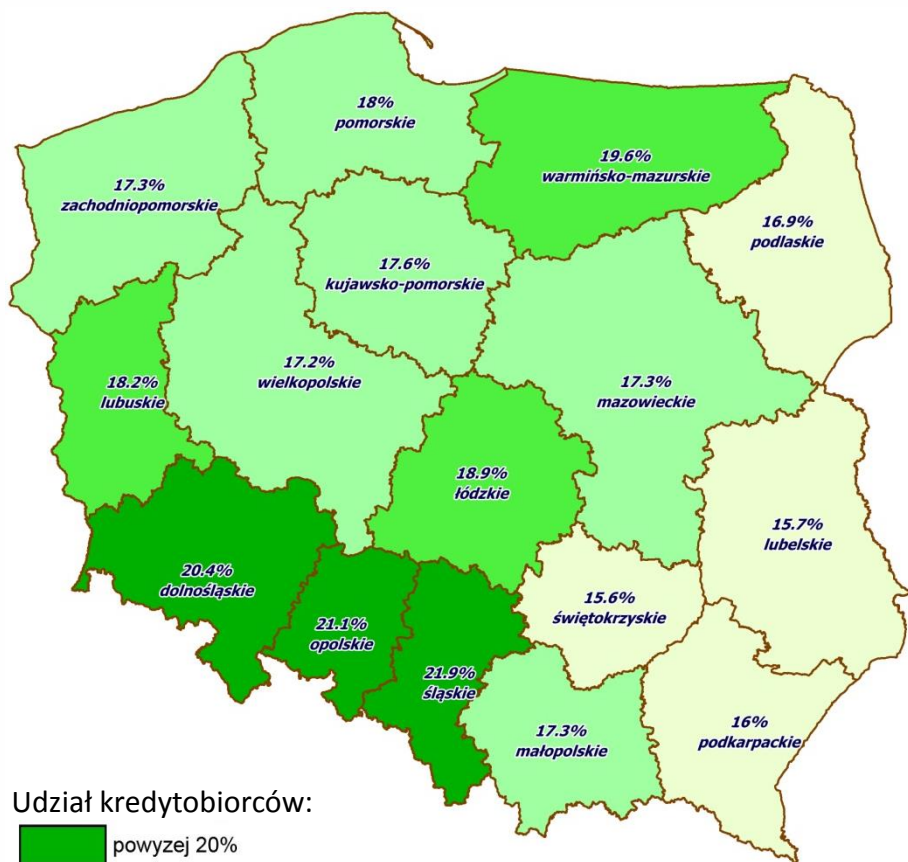 18%
pomorskie
19.6%
warmińsko-mazurskie
17.3%
zachodniopomorskie
16.9%
podlaskie
17.6%
kujawsko-pomorskie
17.2%
wielkopolskie
17.3%
mazowieckie
18.2%
lubuskie
18.9%
łódzkie
15.7%
lubelskie
20.4%
dolnośląskie
15.6%
świętokrzyskie
21.1%
opolskie
21.9%
śląskie
17.3%
małopolskie
16%
podkarpackie
Udział kredytobiorców:
powyzej 20%